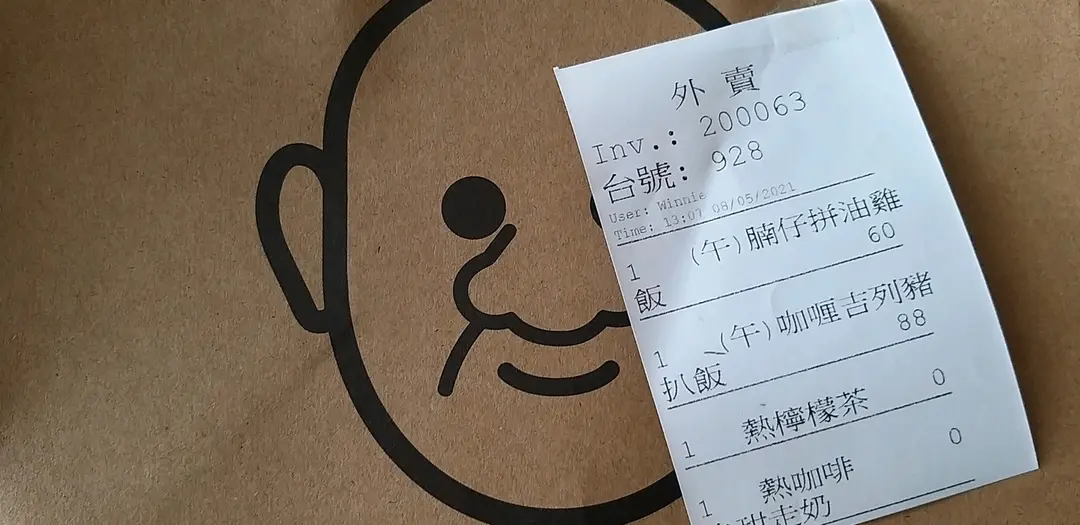 外 賣
Inv.: 200063
台號: 928
User: Winnie
Time: 13:07 08/05/2021
1 (午)腩仔拼油雞
飯 60
1 (午)咖喱吉列豬
扒飯 88
1 熱檸檬茶 0
1 熱咖啡 0
走奶